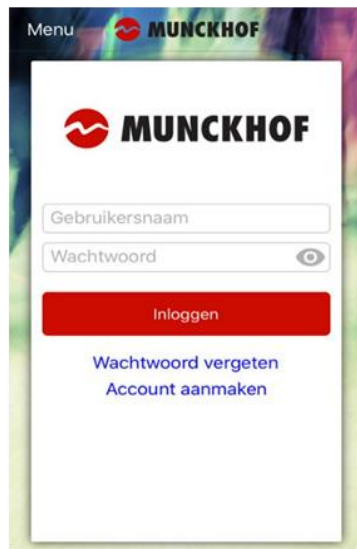 Menu MUNCKHOF
MUNCKHOF
Gebruikersnaam
Wachtwoord
Inloggen
Wachtwoord vergeten
Account aanmaken